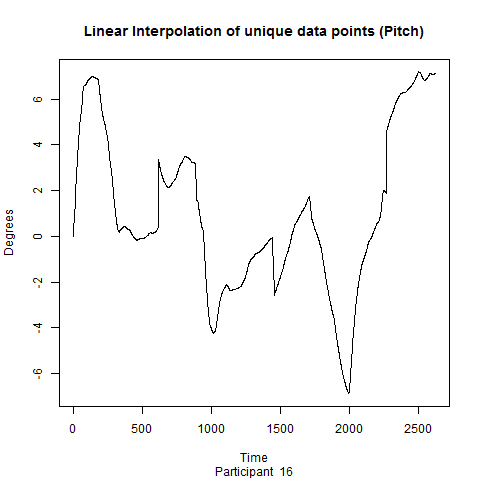 Linear Interpolation of unique data points (Pitch)
Degrees
6
4
2
0
-2
-4
-6
0 500 1000 1500 2000 2500
Time
Participant 16